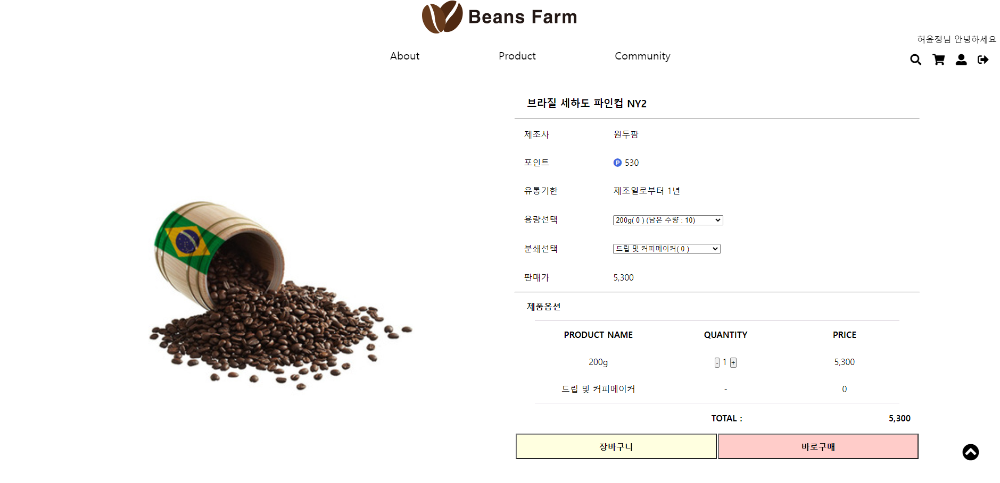 Beans Farm
허윤정님 안녕하세요
About Product Community
브라질 세하도 파인컵 NY2
제조사 원두팜
포인트 P 530
유통기한 제조일로부터 1년
용량선택 200g( 0 ) (남은 수량 : 10)
분쇄선택 드립 및 커피메이커( 0 )
판매가 5,300
제품옵션
PRODUCT NAME QUANTITY PRICE
200g - 1 + 5,300
드립 및 커피메이커 - 0
TOTAL : 5,300
장바구니 바로구매